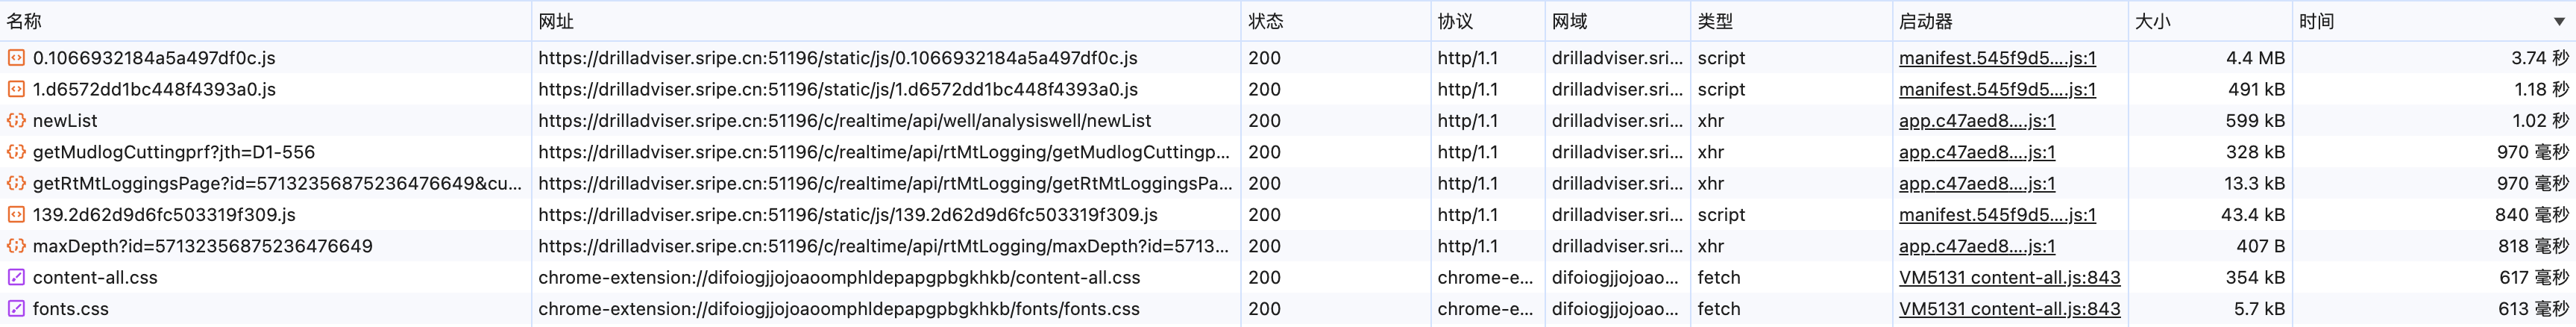 名称 网址 状态 协议 网域 类型 启动器 大小 时间 ▼
0.1066932184a5a497df0c.js https://drilladviser.sripe.cn:51196/static/js/0.1066932184a5a497df0c.js 200 http/1.1 drilladviser.sri... script manifest.545f9d5....js:1 4.4 MB 3.74 秒
1.d6572dd1bc448f4393a0.js https://drilladviser.sripe.cn:51196/static/js/1.d6572dd1bc448f4393a0.js 200 http/1.1 drilladviser.sri... script manifest.545f9d5....js:1 491 kB 1.18 秒
newList https://drilladviser.sripe.cn:51196/c/realtime/api/well/analysiswell/newList 200 http/1.1 drilladviser.sri... xhr app.c47aed8....js:1 599 kB 1.02 秒
getMudlogCuttingprf?jth=D1-556 https://drilladviser.sripe.cn:51196/c/realtime/api/rtMtLogging/getMudlogCuttingp... 200 http/1.1 drilladviser.sri... xhr app.c47aed8....js:1 328 kB 970 毫秒
getRtMtLoggingsPage?id=57132356875236476649&cu... https://drilladviser.sripe.cn:51196/c/realtime/api/rtMtLogging/getRtMtLoggingsPa... 200 http/1.1 drilladviser.sri... xhr app.c47aed8....js:1 13.3 kB 970 毫秒
139.2d62d9d6fc503319f309.js https://drilladviser.sripe.cn:51196/static/js/139.2d62d9d6fc503319f309.js 200 http/1.1 drilladviser.sri... script manifest.545f9d5....js:1 43.4 kB 840 毫秒
maxDepth?id=57132356875236476649 https://drilladviser.sripe.cn:51196/c/realtime/api/rtMtLogging/maxDepth?id=5713... 200 http/1.1 drilladviser.sri... xhr app.c47aed8....js:1 407 B 818 毫秒
content-all.css chrome-extension://difoiogjjojoaoomphldepapgpbgkhkb/content-all.css 200 chrome-e... difoiogjjojoao... fetch VM5131 content-all.js:843 354 kB 617 毫秒
fonts.css chrome-extension://difoiogjjojoaoomphldepapgpbgkhkb/fonts/fonts.css 200 chrome-e... difoiogjjojoao... fetch VM5131 content-all.js:843 5.7 kB 613 毫秒